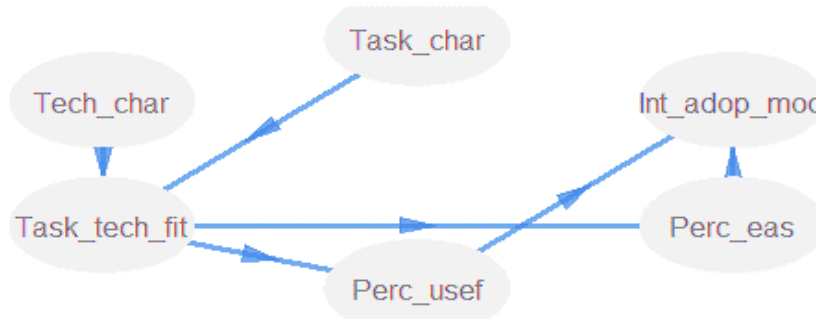 Task_char
Tech_char
Int_adop_mod
Task_tech_fit
Perc_eas
Perc_usef